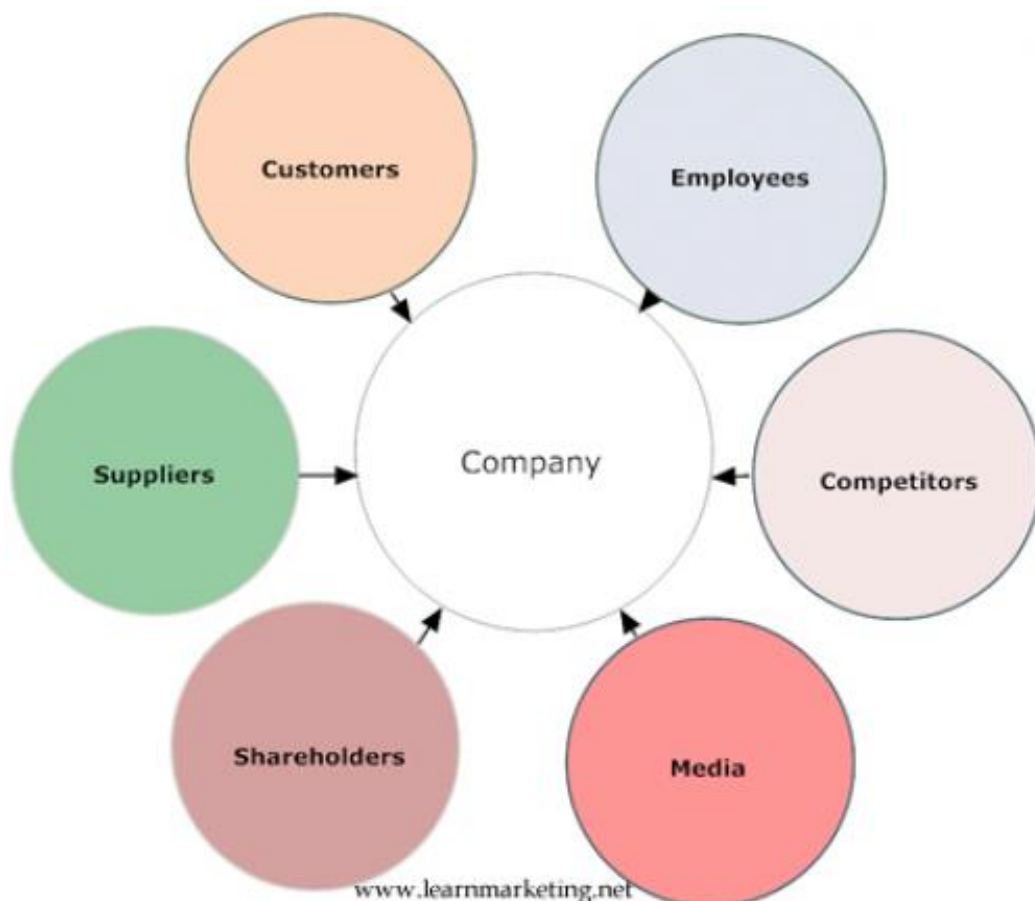 Customers
Employees
Suppliers
Company
Competitors
Shareholders
Media
www.learnmarketing.net